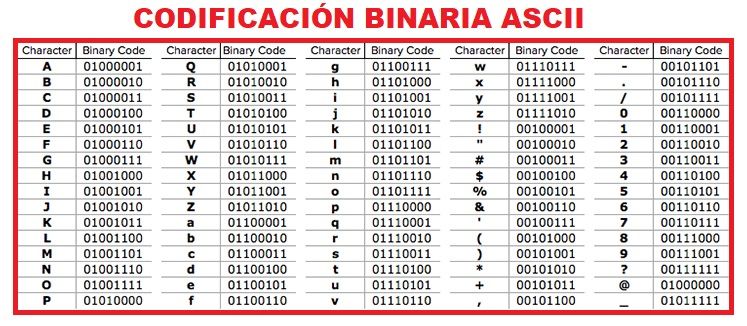 CODIFICACIÓN BINARIA ASCII
Character Binary Code Character Binary Code Character Binary Code Character Binary Code Character Binary Code
A 01000001 Q 01010001 g 01100111 w 01110111 - 00101101
B 01000010 R 01010010 h 01101000 x 01111000 . 00101110
C 01000011 S 01010011 i 01101001 y 01111001 / 00101111
D 01000100 T 01010100 j 01101010 z 01111010 0 00110000
E 01000101 U 01010101 k 01101011 ! 00100001 1 00110001
F 01000110 V 01010110 l 01101100 " 00100010 2 00110010
G 01000111 W 01010111 m 01101101 # 00100011 3 00110011
H 01001000 X 01011000 n 01101110 $ 00100100 4 00110100
I 01001001 Y 01011001 o 01101111 % 00100101 5 00110101
J 01001010 Z 01011010 p 01110000 & 00100110 6 00110110
K 01001011 a 01100001 q 01110001 ' 00100111 7 00110111
L 01001100 b 01100010 r 01110010 ( 00101000 8 00111000
M 01001101 c 01100011 s 01110011 ) 00101001 9 00111001
N 01001110 d 01100100 t 01110100 * 00101010 ? 00111111
O 01001111 e 01100101 u 01110101 + 00101011 @ 01000000
P 01010000 f 01100110 v 01110110 , 00101100 _ 01011111